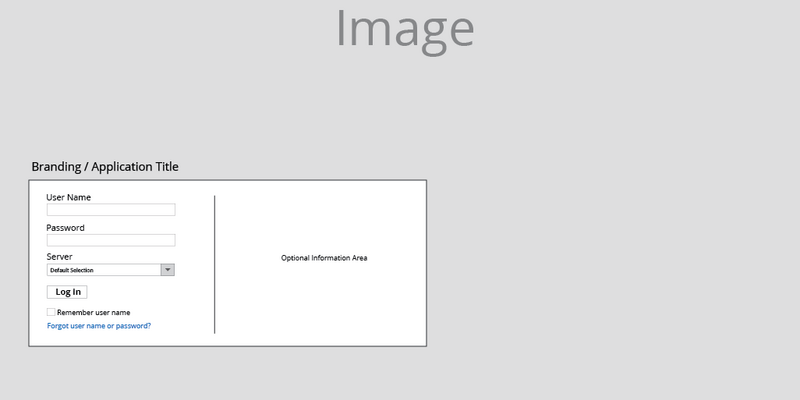 Image
Branding / Application Title
User Name
Password
Server
Default Selection
Log In
Remember user name
Forgot user name or password?
Optional Information Area